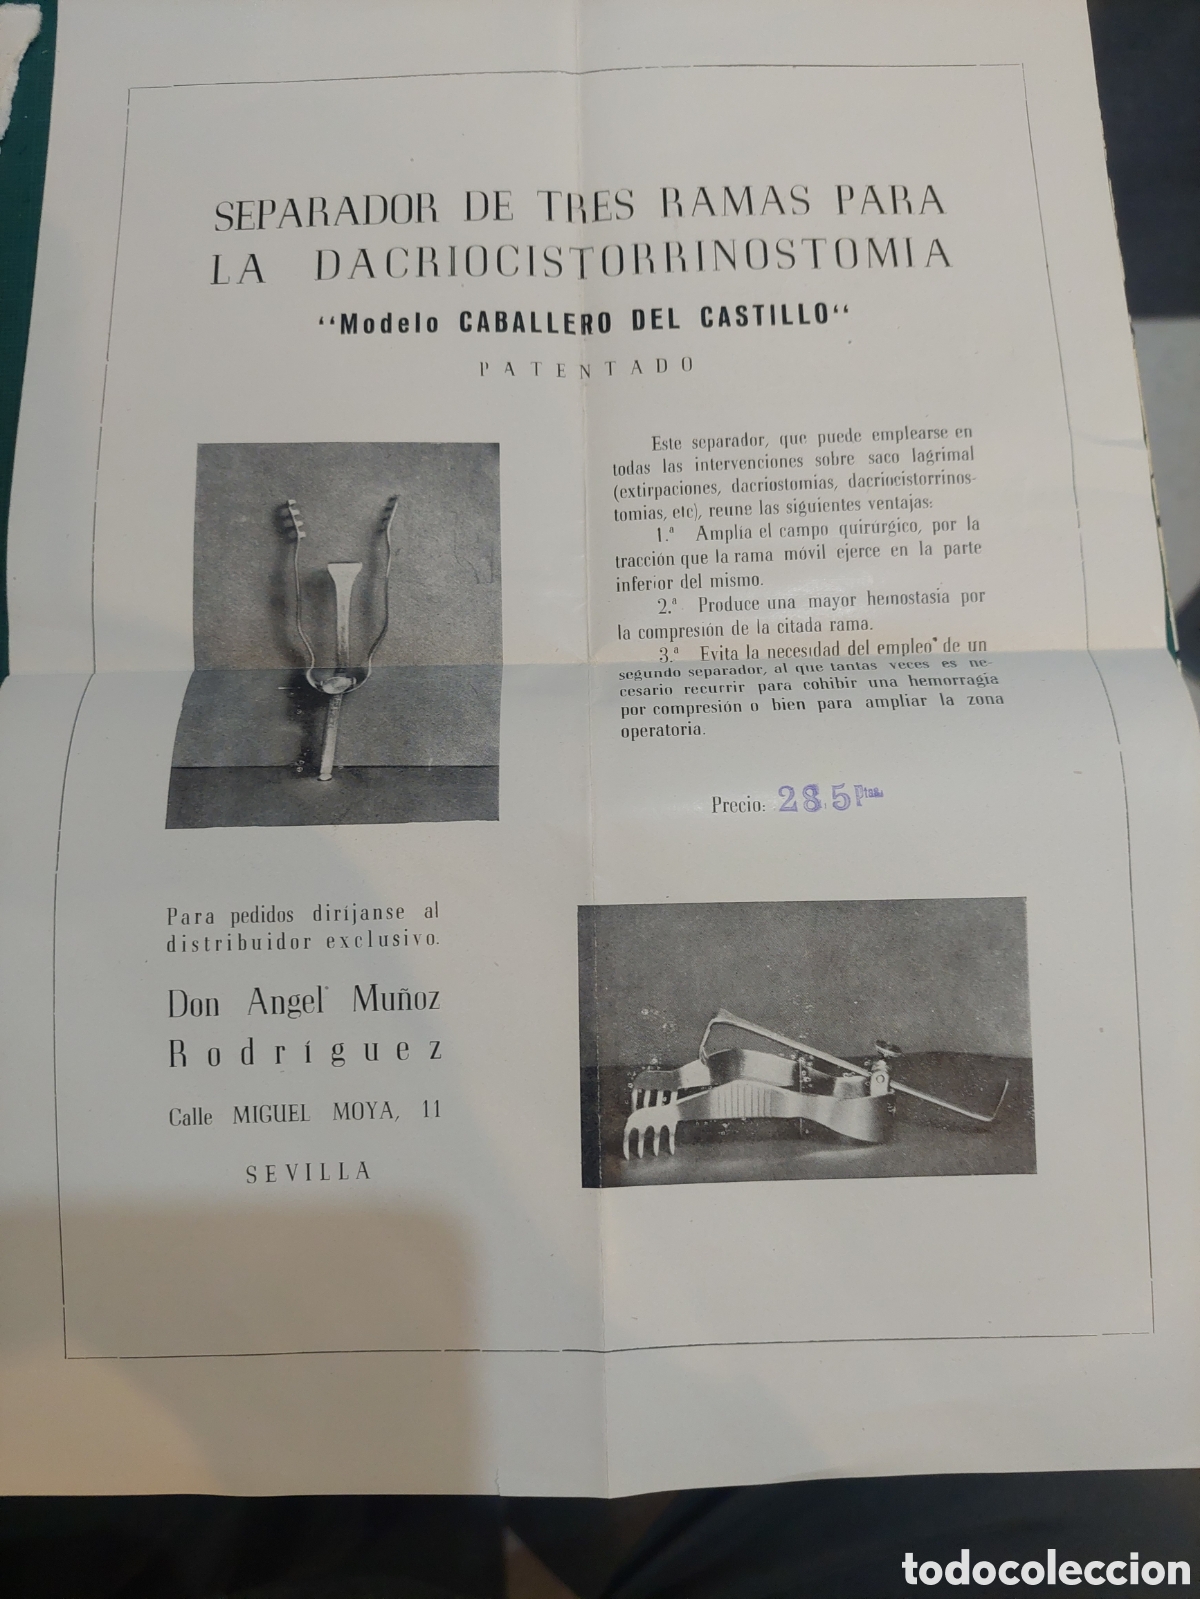 SEPARADOR DE TRES RAMAS PARA
LA DACRIOCISTORRINOSTOMIA
“Modelo CABALLERO DEL CASTILLO“
PATENTADO
Este separador, que puede emplearse en
todas las intervenciones sobre saco lagrimal
(extirpaciones, dacriostomias, dacriocistorrinos-
tomias, etc), reune las siguientes ventajas:
1.ª Amplia el campo quirúrgico, por la
tracción que la rama móvil ejerce en la parte
inferior del mismo.
2.ª Produce una mayor hemostasia por
la compresión de la citada rama.
3.ª Evita la necesidad del empleo de un
segundo separador, al que tantas veces es ne-
cesario recurrir para cohibir una hemorragia
por compresión o bien para ampliar la zona
operatoria.
Precio: 285 Ptas.
Para pedidos diríjanse al
distribuidor exclusivo.
Don Angel Muñoz
Rodríguez
Calle MIGUEL MOYA, 11
SEVILLA
todocoleccion